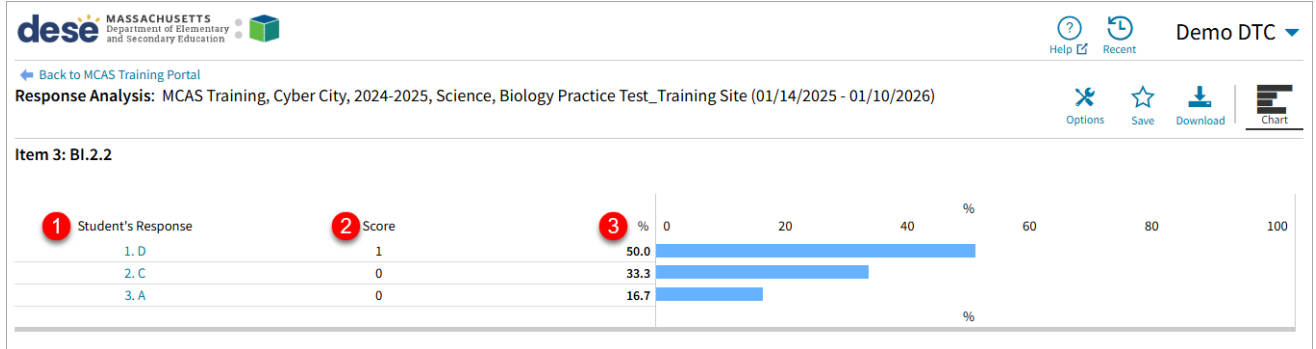 dese MASSACHUSETTS
Department of Elementary
and Secondary Education
Help
Recent
Demo DTC
Back to MCAS Training Portal
Response Analysis: MCAS Training, Cyber City, 2024-2025, Science, Biology Practice Test_Training Site (01/14/2025 - 01/10/2026)
Options
Save
Download
Chart
Item 3: BI.2.2
%
1 Student's Response 2 Score 3 % 0 20 40 60 80 100
1. D 1 50.0
2. C 0 33.3
3. A 0 16.7
%